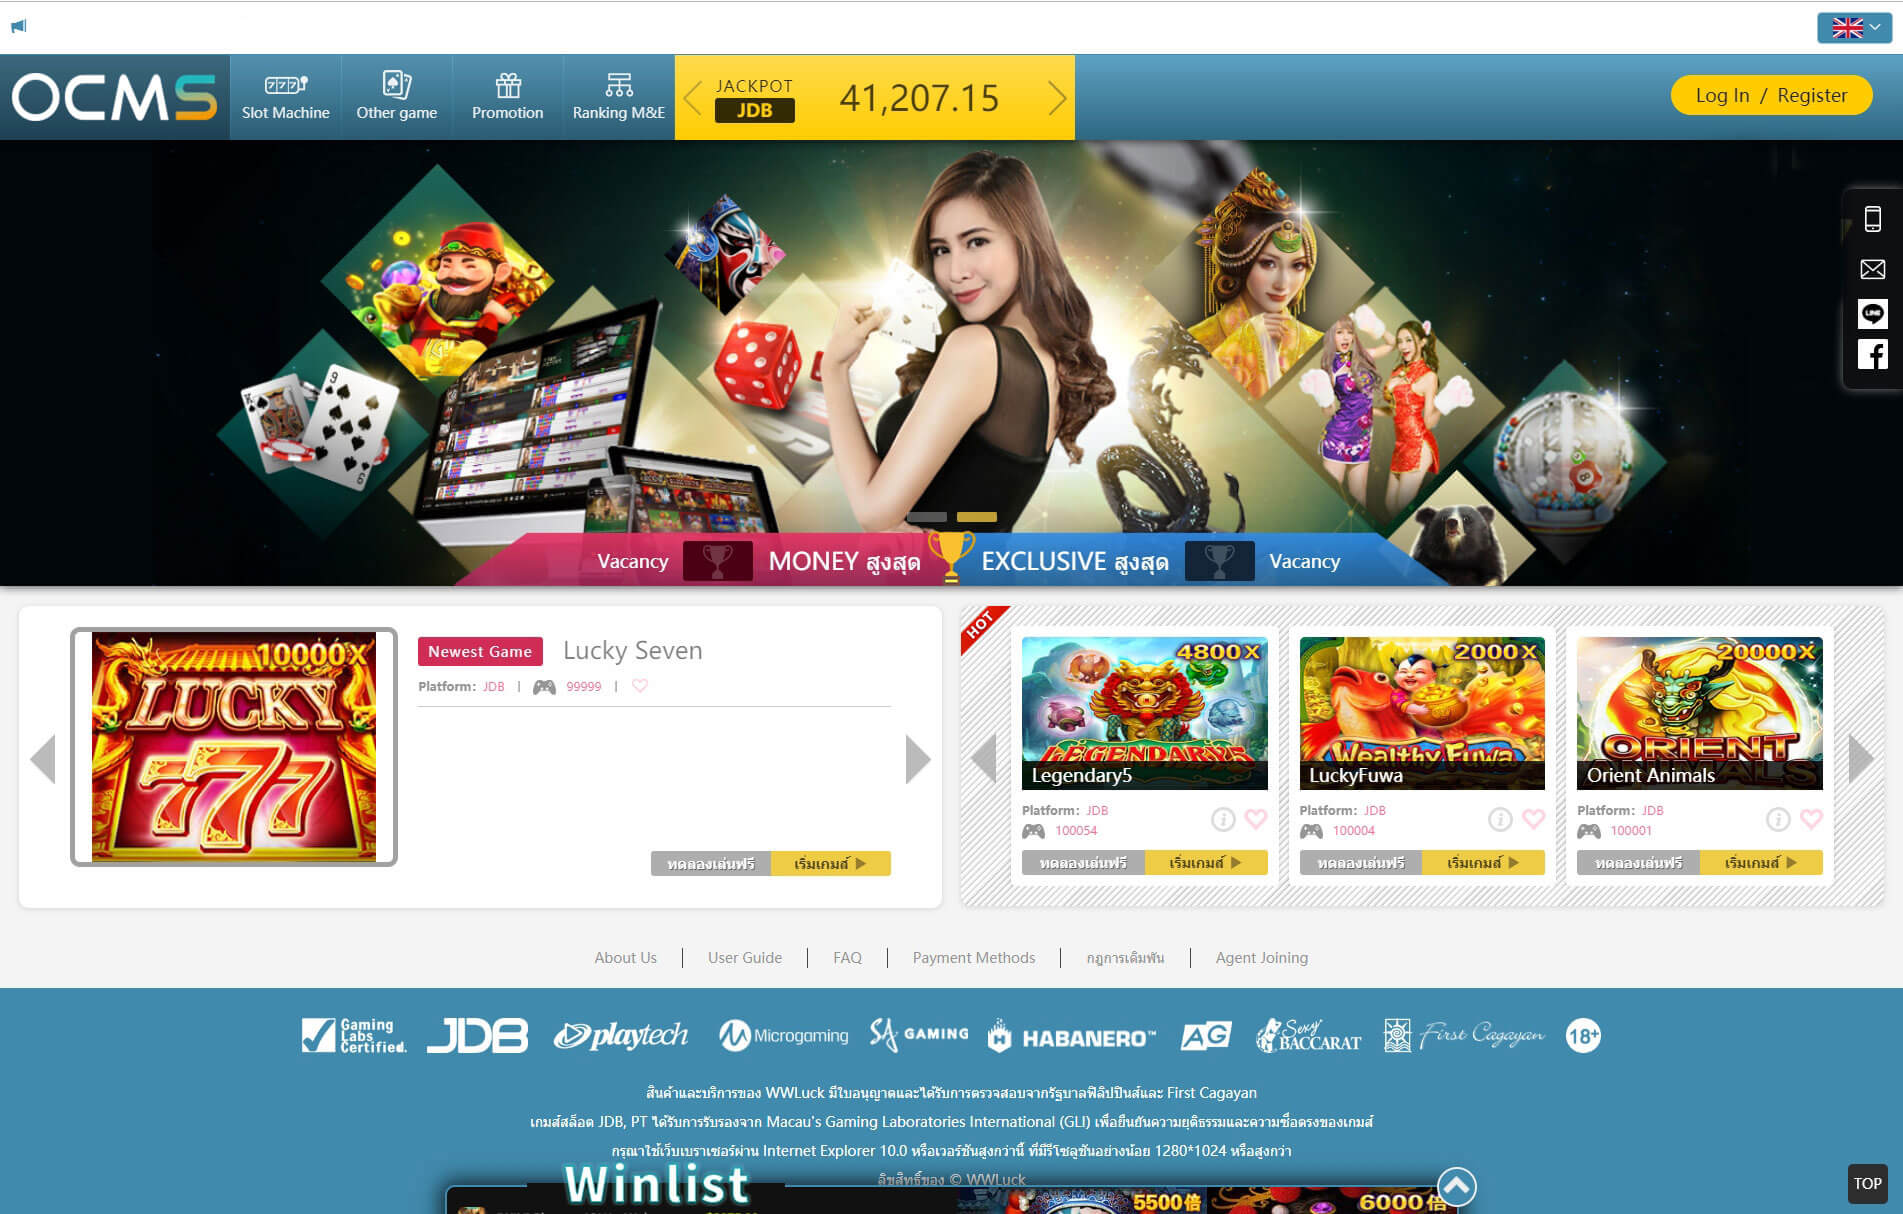 OCMS
Slot Machine
Other game
Promotion
Ranking M&E
JACKPOT
JDB
41,207.15
Log In / Register
LINE
Vacancy
MONEY สูงสุด
EXCLUSIVE สูงสุด
Vacancy
10000X
LUCKY
777
Newest Game
Lucky Seven
Platform: JDB | 99999 |
ทดลองเล่นฟรี
เริ่มเกมส์
HOT
4800X
LEGENDARY5
Legendary5
Platform: JDB
100054
ทดลองเล่นฟรี
เริ่มเกมส์
2000X
Wealthy Fuwa
LuckyFuwa
Platform: JDB
100004
ทดลองเล่นฟรี
เริ่มเกมส์
20000X
ORIENT ANIMALS
Orient Animals
Platform: JDB
100001
ทดลองเล่นฟรี
เริ่มเกมส์
About Us | User Guide | FAQ | Payment Methods | กฎการเดิมพัน | Agent Joining
Gaming Labs Certified.
JDB
playtech
Microgaming
SA GAMING
HABANERO™
AG
Sexy BACCARAT
First Cagayan
18+
สินค้าและบริการของ WWLuck มีใบอนุญาตและได้รับการตรวจสอบจากรัฐบาลฟิลิปปินส์และ First Cagayan
เกมส์สล็อต JDB, PT ได้รับการรับรองจาก Macau's Gaming Laboratories International (GLI) เพื่อยืนยันความยุติธรรมและความซื่อตรงของเกมส์
กรุณาใช้เว็บเบราเซอร์ผ่าน Internet Explorer 10.0 หรือเวอร์ชันสูงกว่านี้ ที่มีรีโซลูชันอย่างน้อย 1280*1024 หรือสูงกว่า
ลิขสิทธิ์ของ © WWLuck
Winlist
5500倍
6000倍
TOP